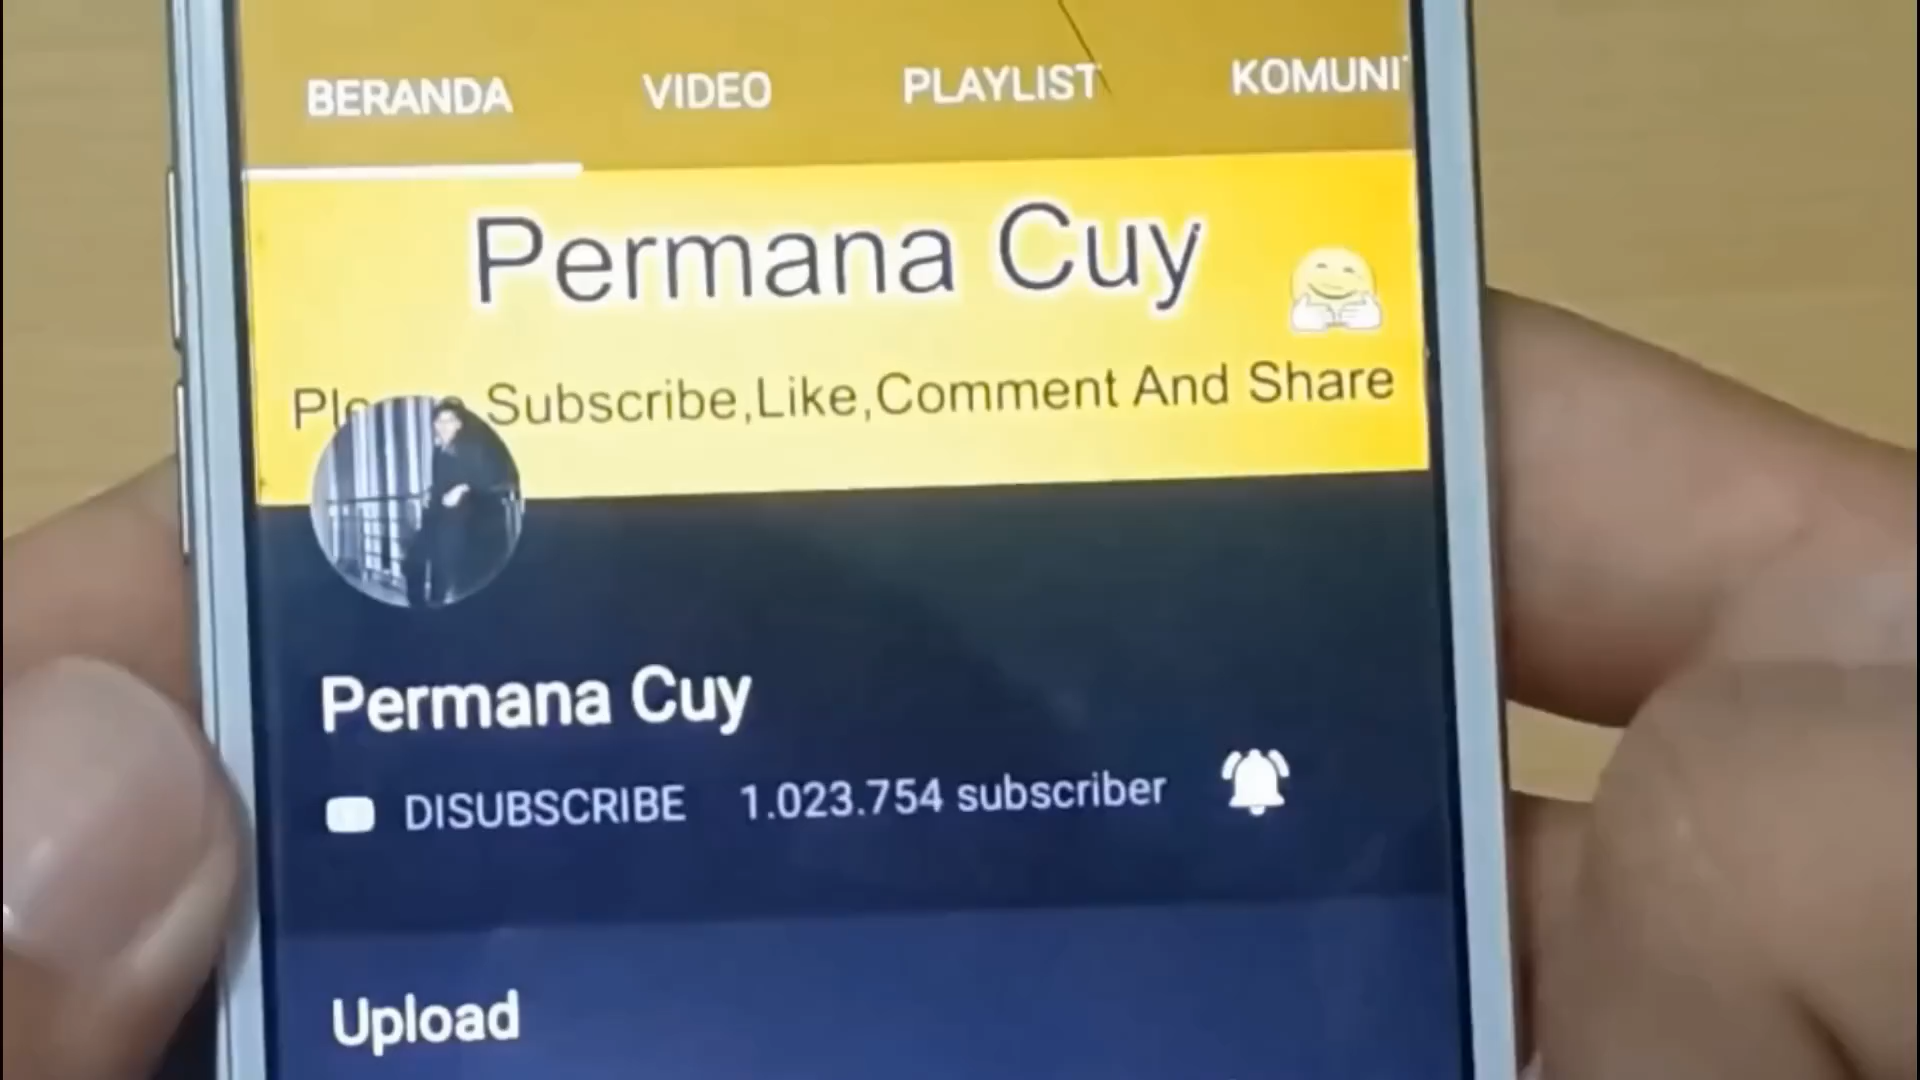 BERANDA VIDEO PLAYLIST KOMUNI
Permana Cuy
Subscribe,Like,Comment And Share
Permana Cuy
DISUBSCRIBE 1.023.754 subscriber
Upload